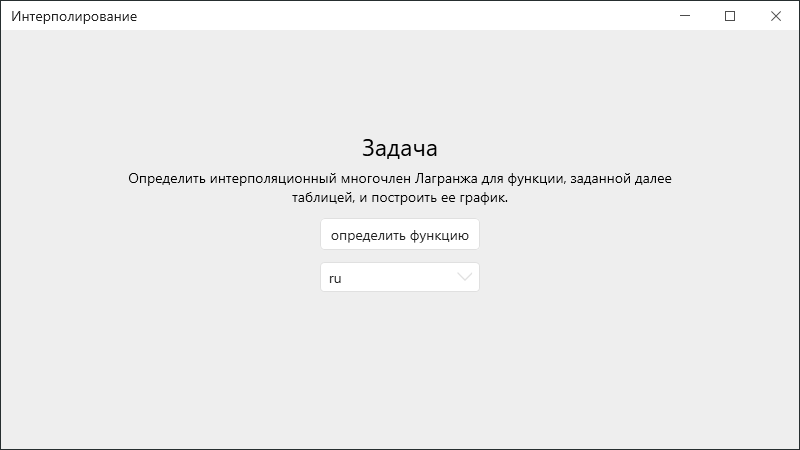 Интерполирование
Задача
Определить интерполяционный многочлен Лагранжа для функции, заданной далее
таблицей, и построить ее график.
определить функцию
ru